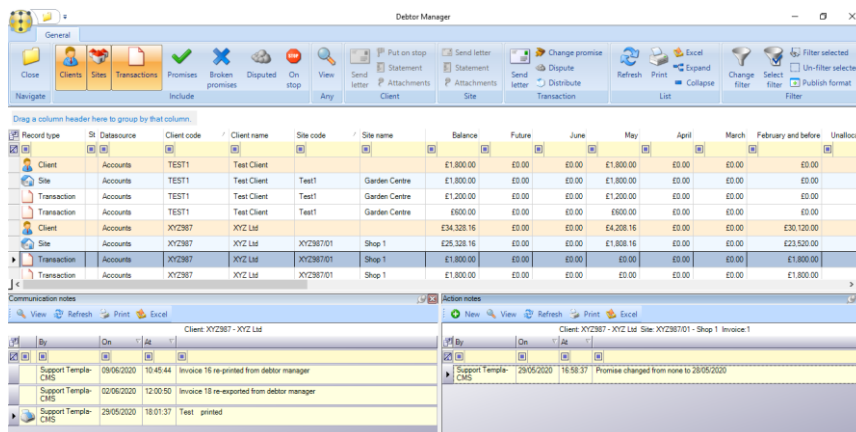 Debtor Manager
General
Close
Clients
Sites
Transactions
Promises
Broken promises
Disputed
On stop
View
Send letter
Put on stop
Statement
Attachments
Send letter
Statement
Attachments
Send letter
Change promise
Dispute
Distribute
Refresh
Print
Excel
Expand
Collapse
Change filter
Select filter
Filter selected
Un-filter selecte
Publish format
Navigate Include Any Client Site Transaction List Filter
Drag a column header here to group by that column.
Record type St Datasource Client code Client name Site code Site name Balance Future June May April March February and before Unalloc
Client Accounts TEST1 Test Client £1,800.00 £0.00 £0.00 £1,800.00 £0.00 £0.00 £0.00
Site Accounts TEST1 Test Client Test1 Garden Centre £1,800.00 £0.00 £0.00 £1,800.00 £0.00 £0.00 £0.00
Transaction Accounts TEST1 Test Client Test1 Garden Centre £1,200.00 £0.00 £0.00 £1,200.00 £0.00 £0.00 £0.00
Transaction Accounts TEST1 Test Client Test1 Garden Centre £600.00 £0.00 £0.00 £600.00 £0.00 £0.00 £0.00
Client Accounts XYZ987 XYZ Ltd £34,328.16 £0.00 £0.00 £4,208.16 £0.00 £0.00 £30,120.00
Site Accounts XYZ987 XYZ Ltd XYZ987/01 Shop 1 £25,328.16 £0.00 £0.00 £1,808.16 £0.00 £0.00 £23,520.00
Transaction Accounts XYZ987 XYZ Ltd XYZ987/01 Shop 1 £1,800.00 £0.00 £0.00 £0.00 £0.00 £0.00 £1,800.00
Transaction Accounts XYZ987 XYZ Ltd XYZ987/01 Shop 1 £1,800.00 £0.00 £0.00 £0.00 £0.00 £0.00 £1,800.00
Communication notes
View Refresh Print Excel
Client: XYZ987 - XYZ Ltd
By On At
Support Templa-CMS 09/06/2020 10:45:44 Invoice 16 re-printed from debtor manager
Support Templa-CMS 02/06/2020 12:00:50 Invoice 18 re-exported from debtor manager
Support Templa-CMS 29/05/2020 18:01:37 Test printed
Action notes
New View Refresh Print Excel
Client: XYZ987 - XYZ Ltd Site: XYZ987/01 - Shop 1 Invoice:1
By On At
Support Templa-CMS 29/05/2020 16:58:37 Promise changed from none to 28/05/2020